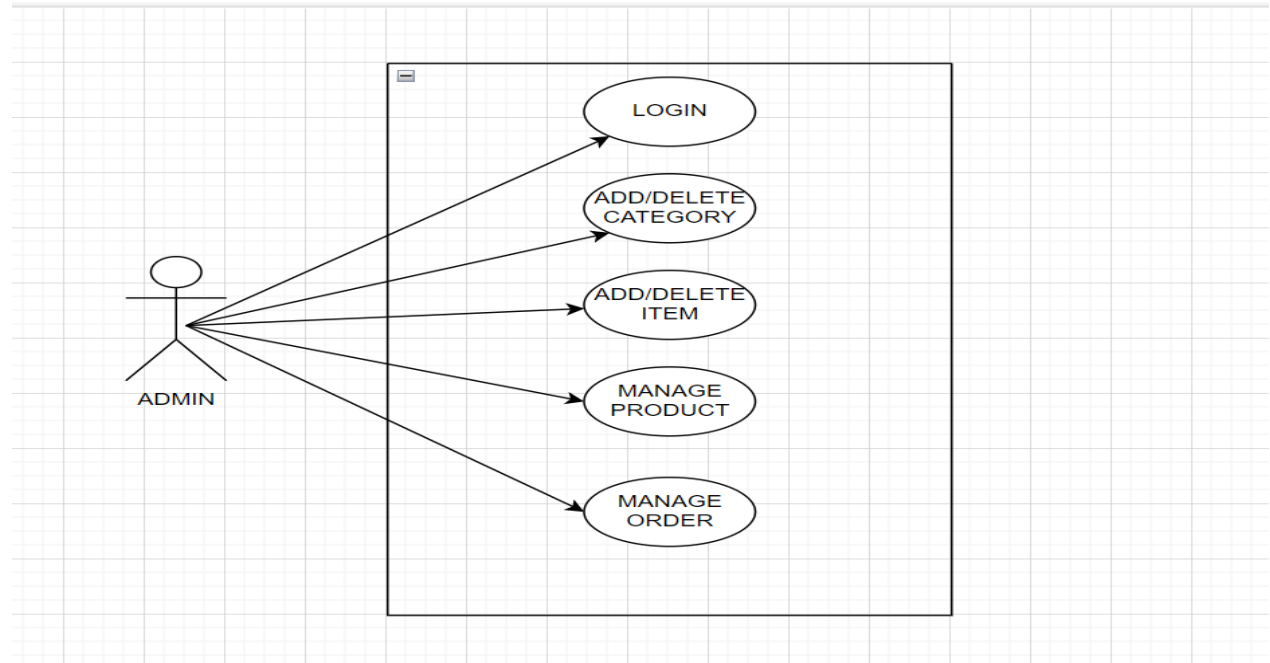 LOGIN
ADD/DELETE
CATEGORY
ADD/DELETE
ITEM
MANAGE
PRODUCT
MANAGE
ORDER
ADMIN